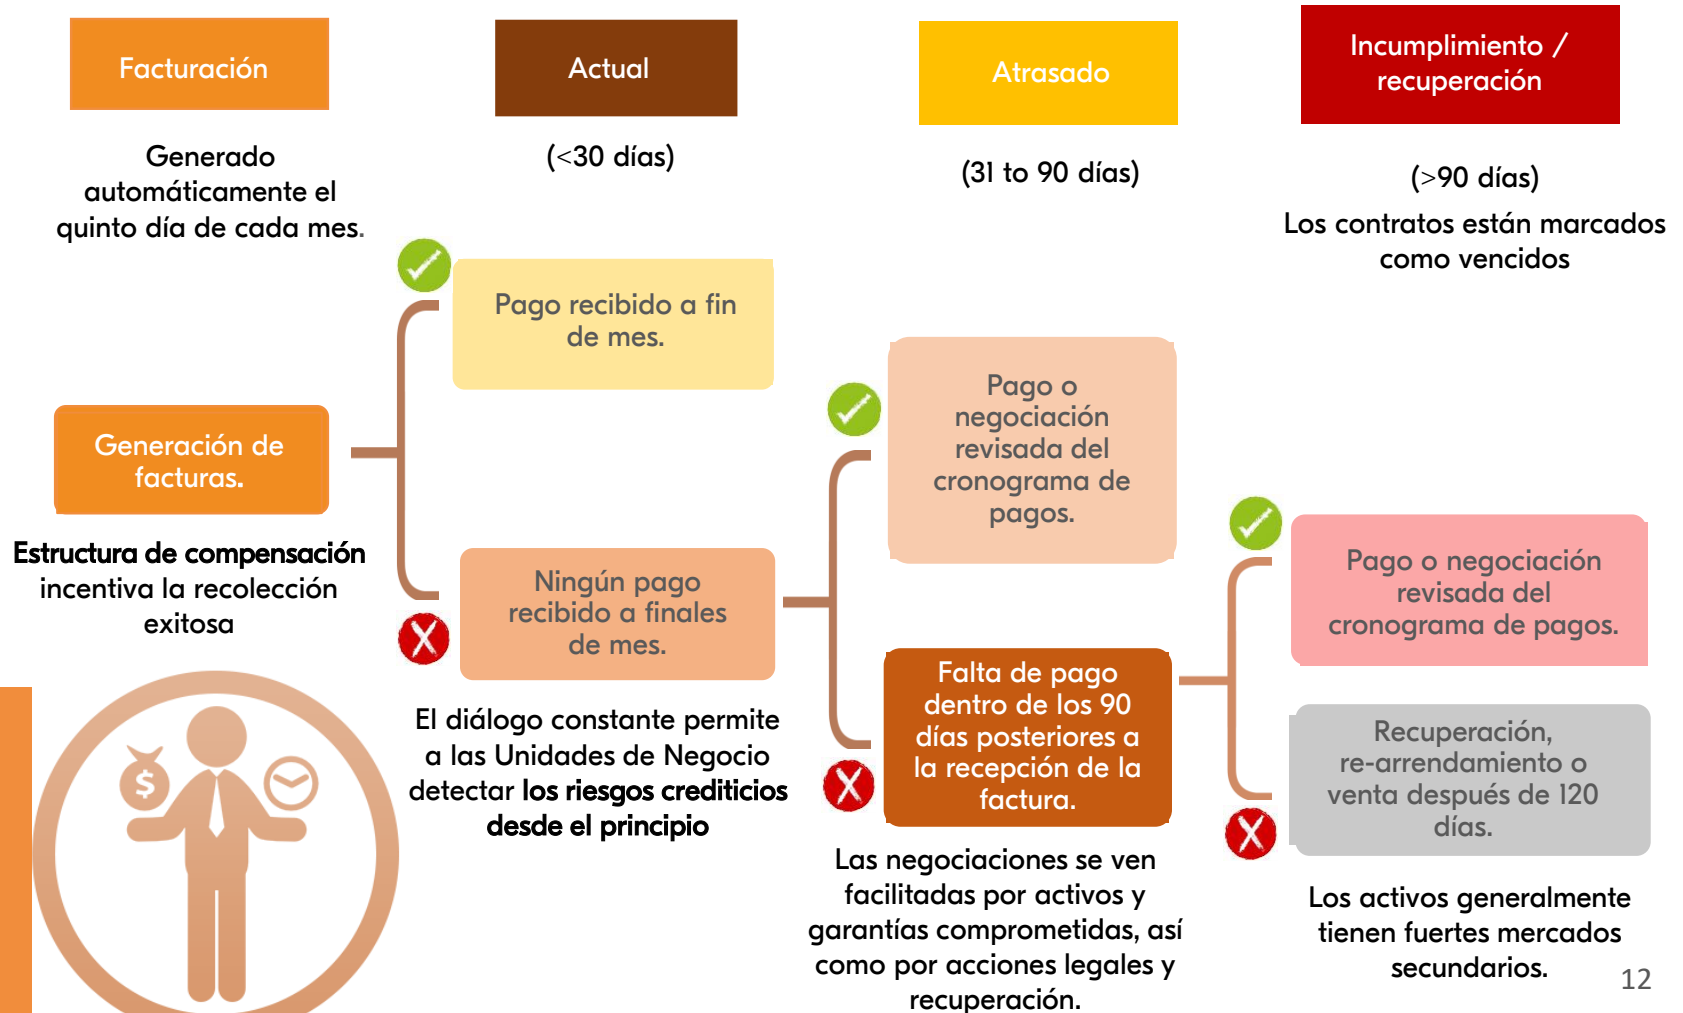 Facturación
Generado
automáticamente el
quinto día de cada mes.
Generación de
facturas.
Estructura de compensación
incentiva la recolección
exitosa
$
Actual
(<30 días)
Pago recibido a fin
de mes.
Ningún pago
recibido a finales
de mes.
El diálogo constante permite
a las Unidades de Negocio
detectar los riesgos crediticios
desde el principio
Atrasado
(31 to 90 días)
Pago o
negociación
revisada del
cronograma de
pagos.
Falta de pago
dentro de los 90
días posteriores a
la recepción de la
factura.
Las negociaciones se ven
facilitadas por activos y
garantías comprometidas, así
como por acciones legales y
recuperación.
Incumplimiento /
recuperación
(>90 días)
Los contratos están marcados
como vencidos
Pago o negociación
revisada del
cronograma de pagos.
Recuperación,
re-arrendamiento o
venta después de 120
días.
Los activos generalmente
tienen fuertes mercados
secundarios.
12